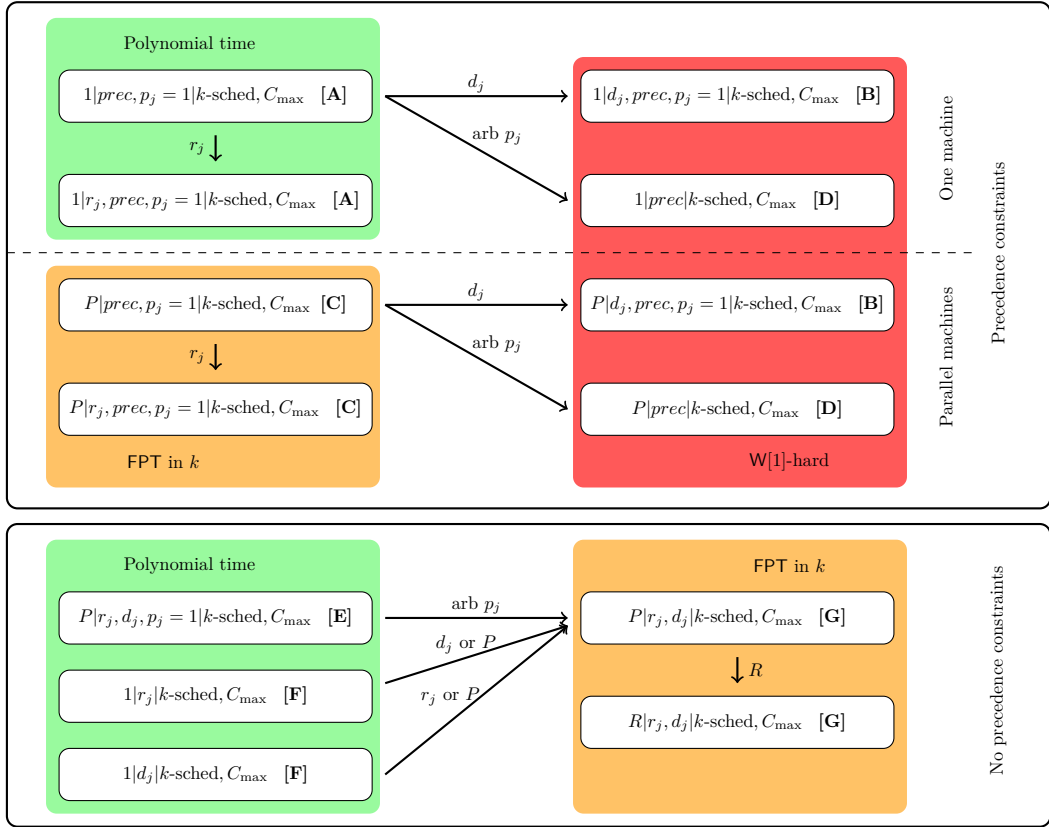 Polynomial time
1|prec, p_j = 1|k-sched, C_max [A]
r_j
1|r_j, prec, p_j = 1|k-sched, C_max [A]
d_j
arb p_j
1|d_j, prec, p_j = 1|k-sched, C_max [B]
1|prec|k-sched, C_max [D]
One machine
P|prec, p_j = 1|k-sched, C_max [C]
r_j
P|r_j, prec, p_j = 1|k-sched, C_max [C]
FPT in k
d_j
arb p_j
P|d_j, prec, p_j = 1|k-sched, C_max [B]
P|prec|k-sched, C_max [D]
W[1]-hard
Parallel machines
Precedence constraints
Polynomial time
P|r_j, d_j, p_j = 1|k-sched, C_max [E]
1|r_j|k-sched, C_max [F]
1|d_j|k-sched, C_max [F]
arb p_j
d_j or P
r_j or P
FPT in k
P|r_j, d_j|k-sched, C_max [G]
R
R|r_j, d_j|k-sched, C_max [G]
No precedence constraints